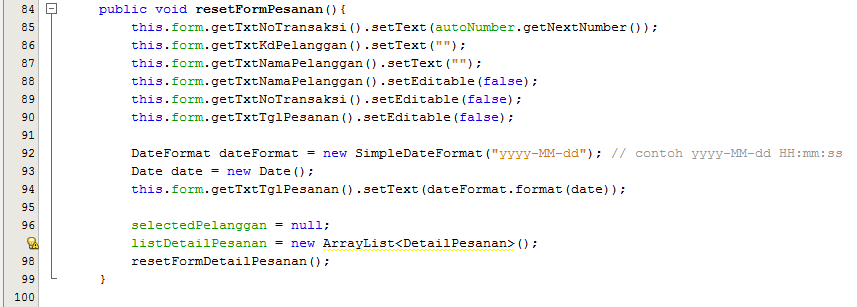 84 public void resetFormPesanan(){
85 this.form.getTxtNoTransaksi().setText(autoNumber.getNextNumber());
86 this.form.getTxtKdPelanggan().setText("");
87 this.form.getTxtNamaPelanggan().setText("");
88 this.form.getTxtNamaPelanggan().setEditable(false);
89 this.form.getTxtNoTransaksi().setEditable(false);
90 this.form.getTxtTglPesanan().setEditable(false);
91
92 DateFormat dateFormat = new SimpleDateFormat("yyyy-MM-dd"); // contoh yyyy-MM-dd HH:mm:ss
93 Date date = new Date();
94 this.form.getTxtTglPesanan().setText(dateFormat.format(date));
95
96 selectedPelanggan = null;
listDetailPesanan = new ArrayList<DetailPesanan>();
98 resetFormDetailPesanan();
99 }
100